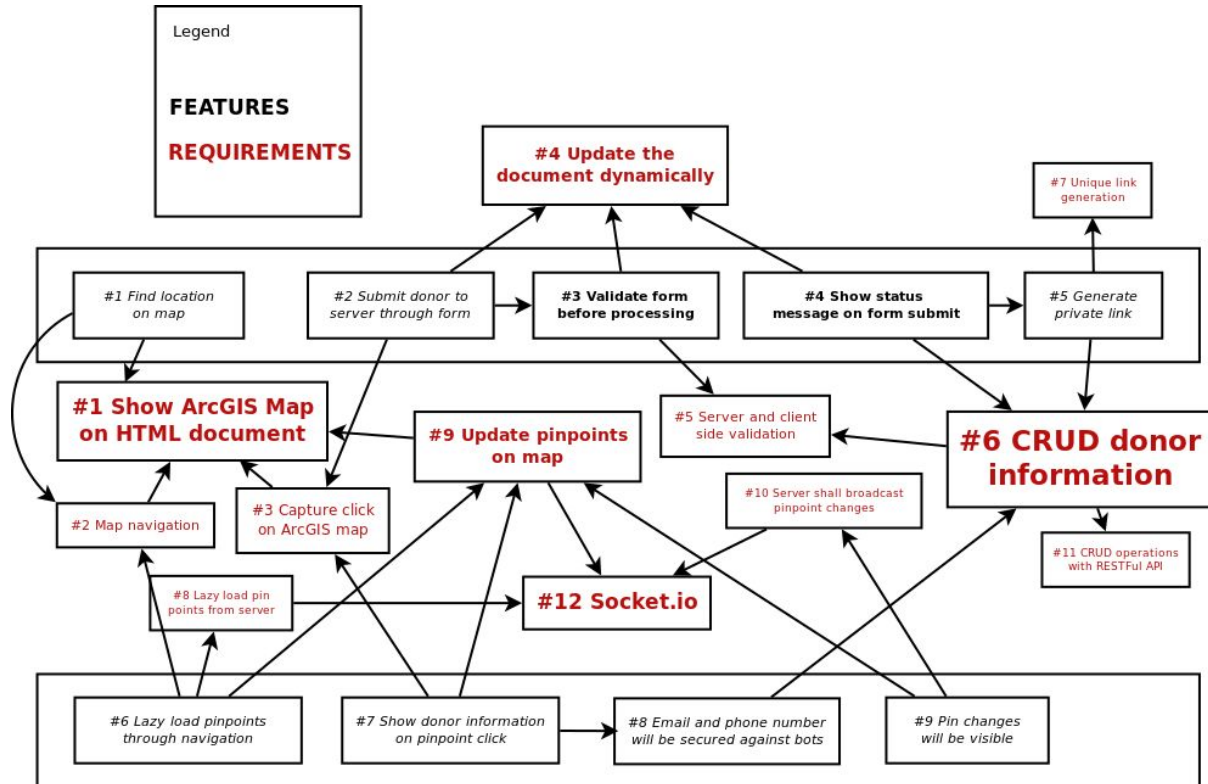 Legend
FEATURES
REQUIREMENTS
#4 Update the
document dynamically
#7 Unique link
generation
#1 Find location
on map
#2 Submit donor to
server through form
#3 Validate form
before processing
#4 Show status
message on form submit
#5 Generate
private link
#1 Show ArcGIS Map
on HTML document
#9 Update pinpoints
on map
#5 Server and client
side validation
#6 CRUD donor
information
#2 Map navigation
#3 Capture click
on ArcGIS map
#10 Server shall broadcast
pinpoint changes
#11 CRUD operations
with RESTFul API
#8 Lazy load pin
points from server
#12 Socket.io
#6 Lazy load pinpoints
through navigation
#7 Show donor information
on pinpoint click
#8 Email and phone number
will be secured against bots
#9 Pin changes
will be visible